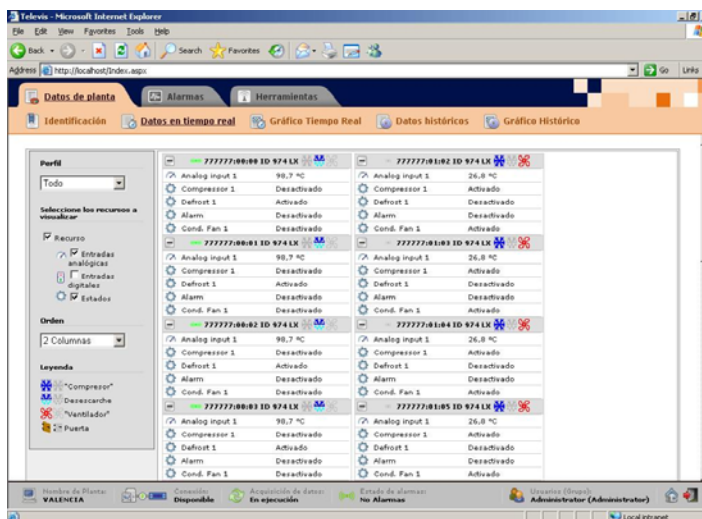 Televis - Microsoft Internet Explorer
File Edit View Favorites Tools Help
Back Search Favorites
Address http://localhost/Index.aspx Go Links
Datos de planta Alarmas Herramientas
Identificación Datos en tiempo real Gráfico Tiempo Real Datos históricos Gráfico Histórico
Perfil
Todo
Seleccione los recursos a visualizar
Recurso
Entradas analógicas
Entradas digitales
Estados
Orden
2 Columnas
Leyenda
"Compresor"
Desescarche
"Ventilador"
Puerta
777777:00:00 ID 974 LX
Analog input 1 98,7 ºC
Compressor 1 Desactivado
Defrost 1 Activado
Alarm Desactivado
Cond. Fan 1 Desactivado
777777:00:01 ID 974 LX
Analog input 1 98,7 ºC
Compressor 1 Desactivado
Defrost 1 Activado
Alarm Desactivado
Cond. Fan 1 Desactivado
777777:00:02 ID 974 LX
Analog input 1 98,7 ºC
Compressor 1 Desactivado
Defrost 1 Activado
Alarm Desactivado
Cond. Fan 1 Desactivado
777777:00:03 ID 974 LX
Analog input 1 98,7 ºC
Compressor 1 Desactivado
Defrost 1 Activado
Alarm Desactivado
Cond. Fan 1 Desactivado
777777:01:02 ID 974 LX
Analog input 1 26,8 ºC
Compressor 1 Activado
Defrost 1 Desactivado
Alarm Desactivado
Cond. Fan 1 Activado
777777:01:03 ID 974 LX
Analog input 1 26,8 ºC
Compressor 1 Activado
Defrost 1 Desactivado
Alarm Desactivado
Cond. Fan 1 Activado
777777:01:04 ID 974 LX
Analog input 1 26,8 ºC
Compressor 1 Activado
Defrost 1 Desactivado
Alarm Desactivado
Cond. Fan 1 Activado
777777:01:05 ID 974 LX
Analog input 1 26,8 ºC
Compressor 1 Activado
Defrost 1 Desactivado
Alarm Desactivado
Cond. Fan 1 Activado
Nombre de Planta: Conexión: Adquisición de datos: Estado de alarmas: Usuarios (Grupo):
VALENCIA Disponible En ejecución No Alarmas Administrator (Administrator)
Local intranet